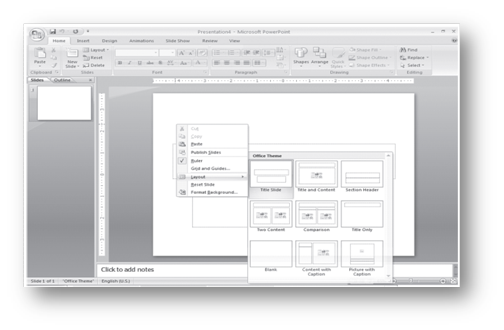 Presentation4 - Microsoft PowerPoint
Home Insert Design Animations Slide Show Review View
Paste
New Slide
Layout
Reset
Delete
Shapes Arrange
Shape Fill
Shape Outline
Shape Effects
Find
Replace
Select
Clipboard Slides Font Paragraph Drawing Editing
Slides Outline
Cut
Copy
Paste
Publish Slides
Ruler
Grid and Guides...
Layout
Reset Slide
Format Background...
Office Theme
Title Slide Title and Content Section Header
Two Content Comparison Title Only
Blank Content with Caption Picture with Caption
Click to add notes
Slide 1 of 1 "Office Theme" English (U.S.)